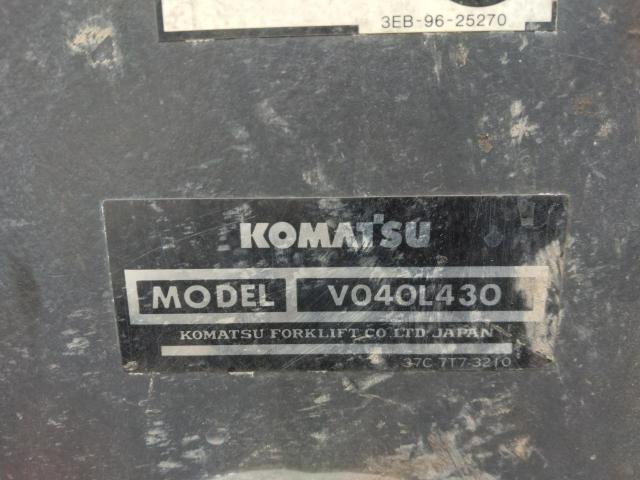 3EB-96-25270
KOMATSU
MODEL V040L430
KOMATSU FORKLIFT CO.LTD JAPAN
37C-7T7-3210